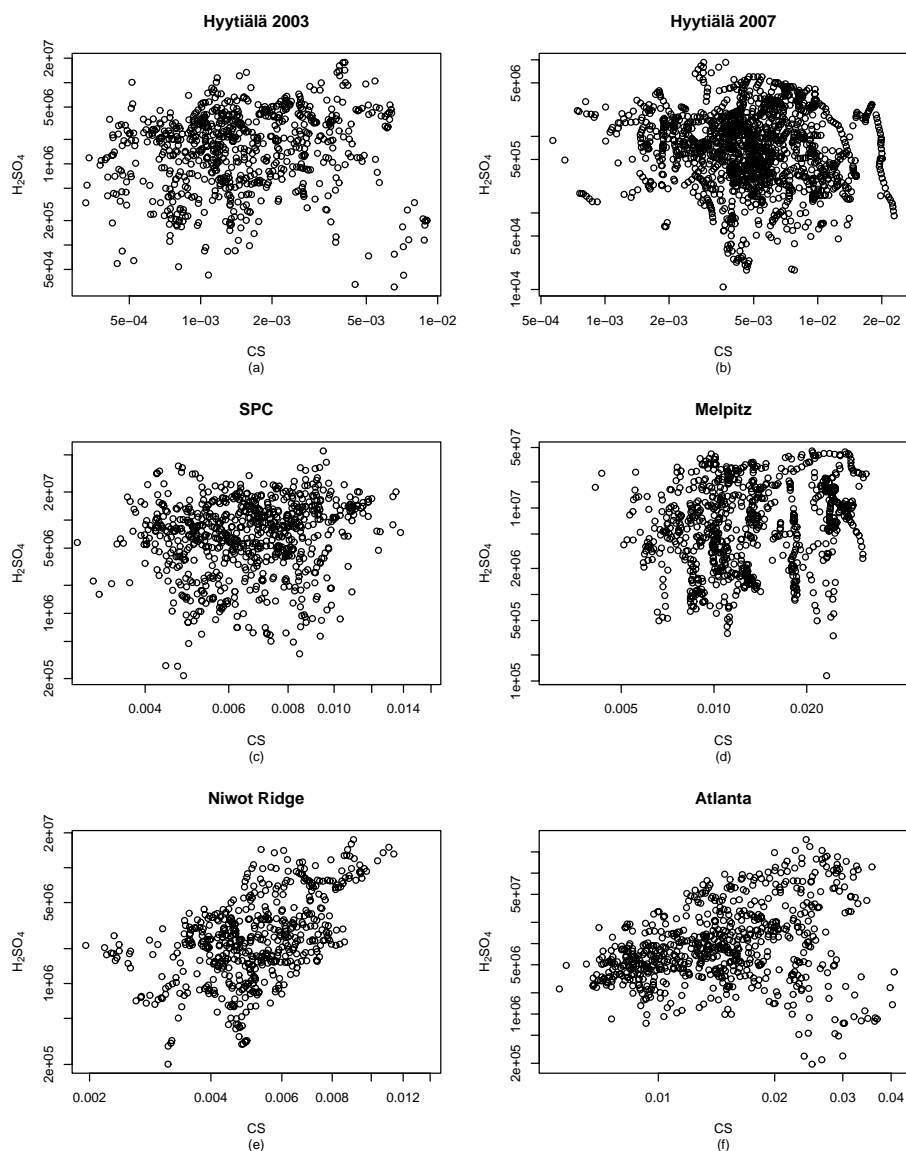 Hyytiälä 2003
H₂SO₄
5e+04 2e+05 1e+06 5e+06 2e+07
5e−04 1e−03 2e−03 5e−03 1e−02
CS
(a)
Hyytiälä 2007
H₂SO₄
1e+04 5e+04 5e+05 5e+06
5e−04 1e−03 2e−03 5e−03 1e−02 2e−02
CS
(b)
SPC
H₂SO₄
2e+05 1e+06 5e+06 2e+07
0.004 0.006 0.008 0.010 0.014
CS
(c)
Melpitz
H₂SO₄
1e+05 5e+05 2e+06 1e+07 5e+07
0.005 0.010 0.020
CS
(d)
Niwot Ridge
H₂SO₄
2e+05 1e+06 5e+06 2e+07
0.002 0.004 0.006 0.008 0.012
CS
(e)
Atlanta
H₂SO₄
2e+05 1e+06 5e+06 5e+07
0.01 0.02 0.03 0.04
CS
(f)